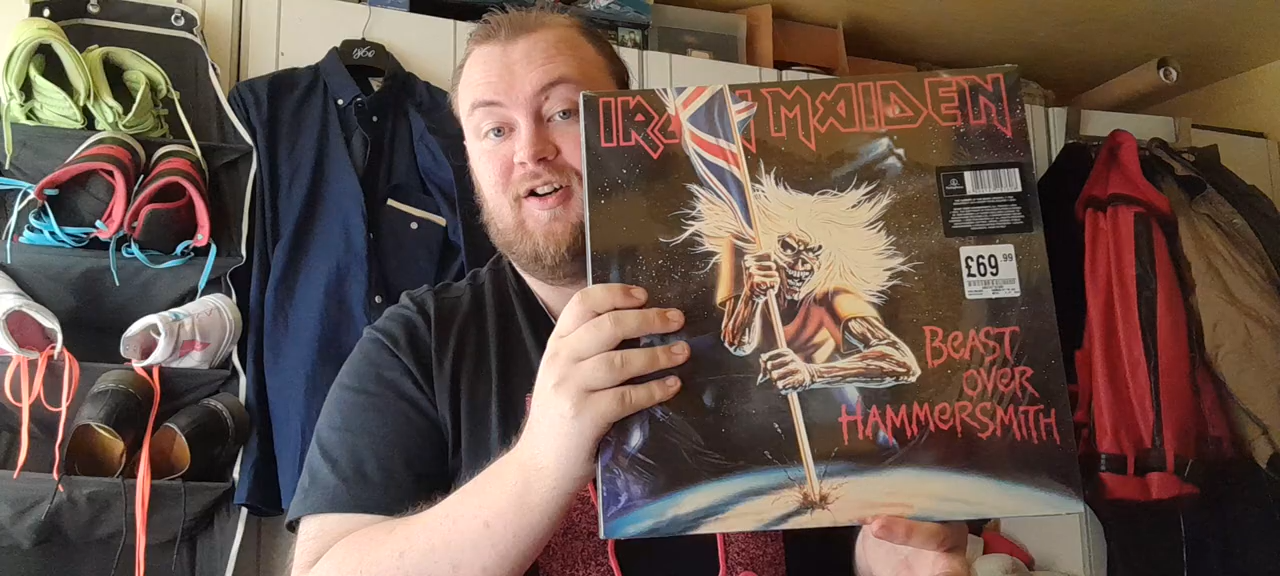 IRON MAIDEN
£69.99
BEAST
OVER
HAMMERSMITH